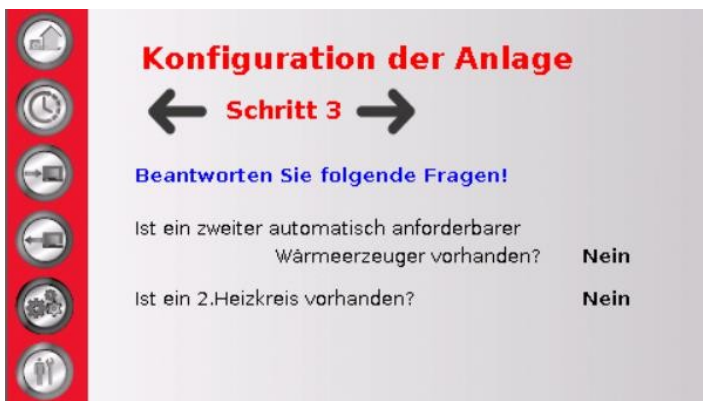 Konfiguration der Anlage
Schritt 3
Beantworten Sie folgende Fragen!
Ist ein zweiter automatisch anforderbarer
Wärmeerzeuger vorhanden? Nein
Ist ein 2.Heizkreis vorhanden? Nein